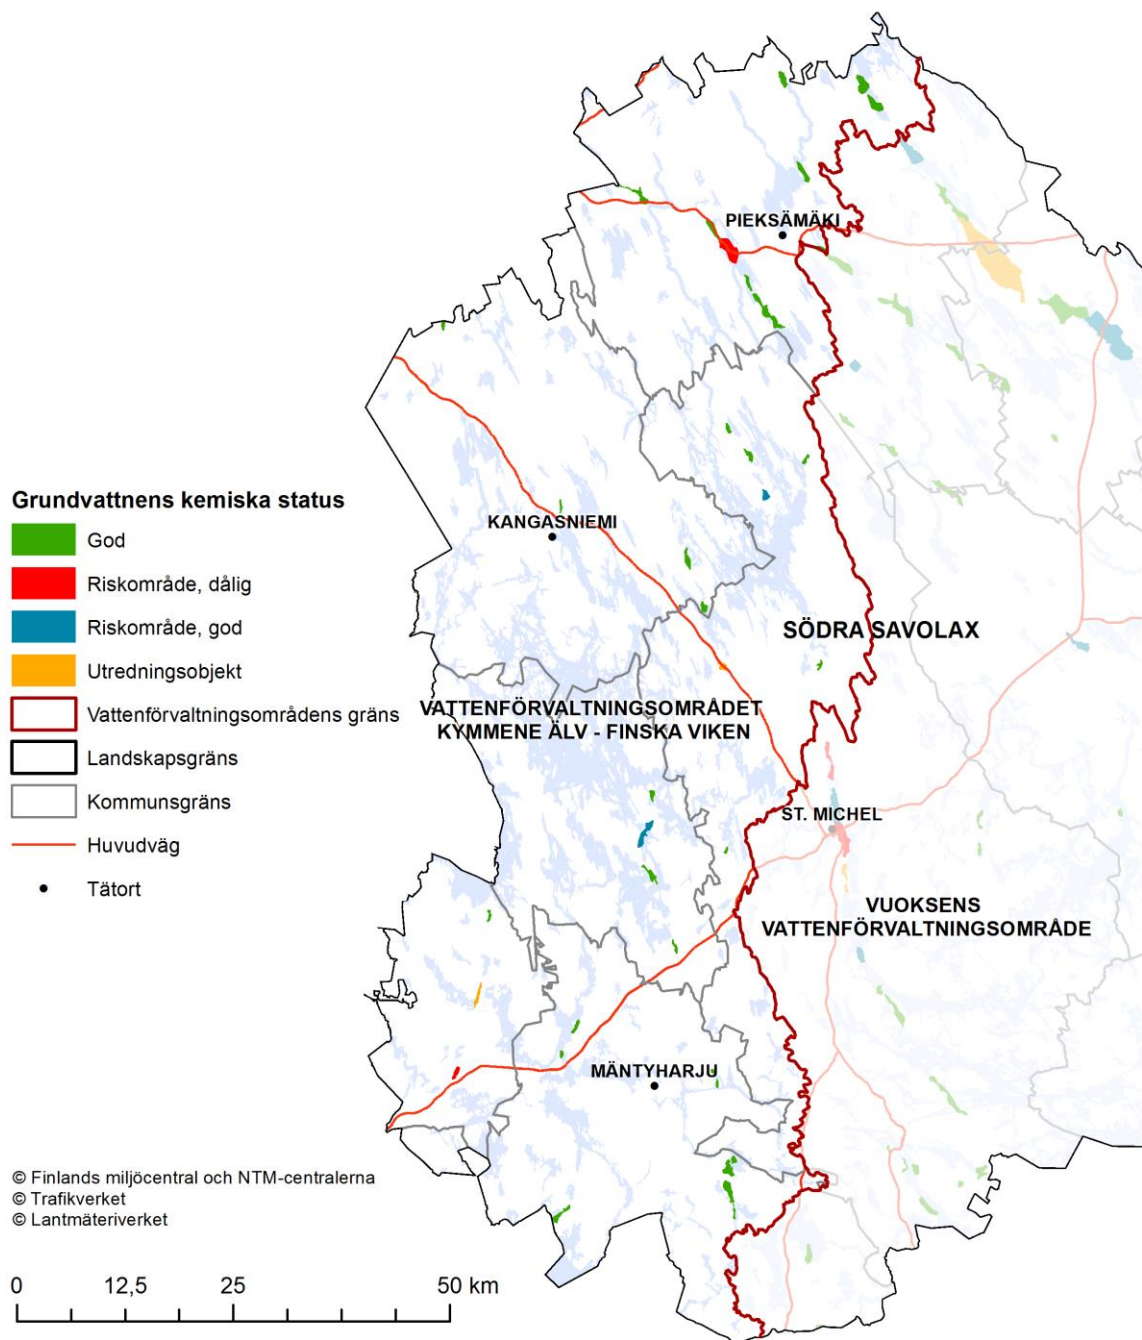 PIEKSÄMÄKI
Grundvattnens kemiska status
God
Riskområde, dålig
Riskområde, god
Utredningsobjekt
Vattenförvaltningsområdens gräns
Landskapsgräns
Kommunsgräns
Huvudväg
Tätort
KANGASNIEMI
SÖDRA SAVOLAX
VATTENFÖRVALTNINGSOMRÅDET
KYMMENE ÄLV - FINSKA VIKEN
ST. MICHEL
VUOKSENS
VATTENFÖRVALTNINGSOMRÅDE
MÄNTYHARJU
© Finlands miljöcentral och NTM-centralerna
© Trafikverket
© Lantmäteriverket
0 12,5 25 50 km